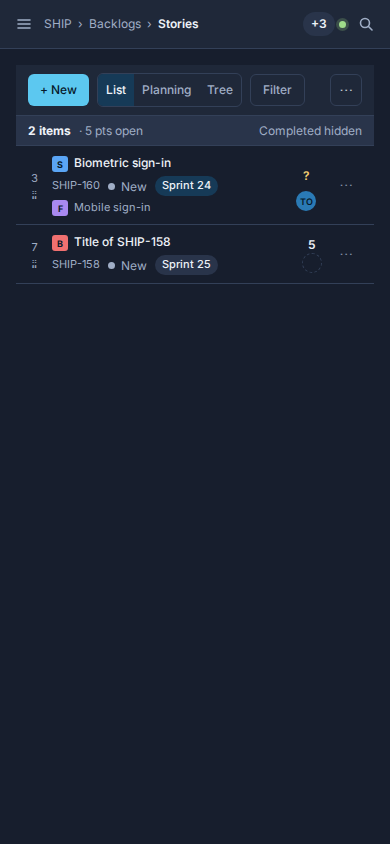 SHIP › Backlogs › Stories +3
+ New List Planning Tree Filter ...
2 items · 5 pts open Completed hidden
3 S Biometric sign-in ? ...
SHIP-160 New Sprint 24 TO
F Mobile sign-in
7 B Title of SHIP-158 5 ...
SHIP-158 New Sprint 25